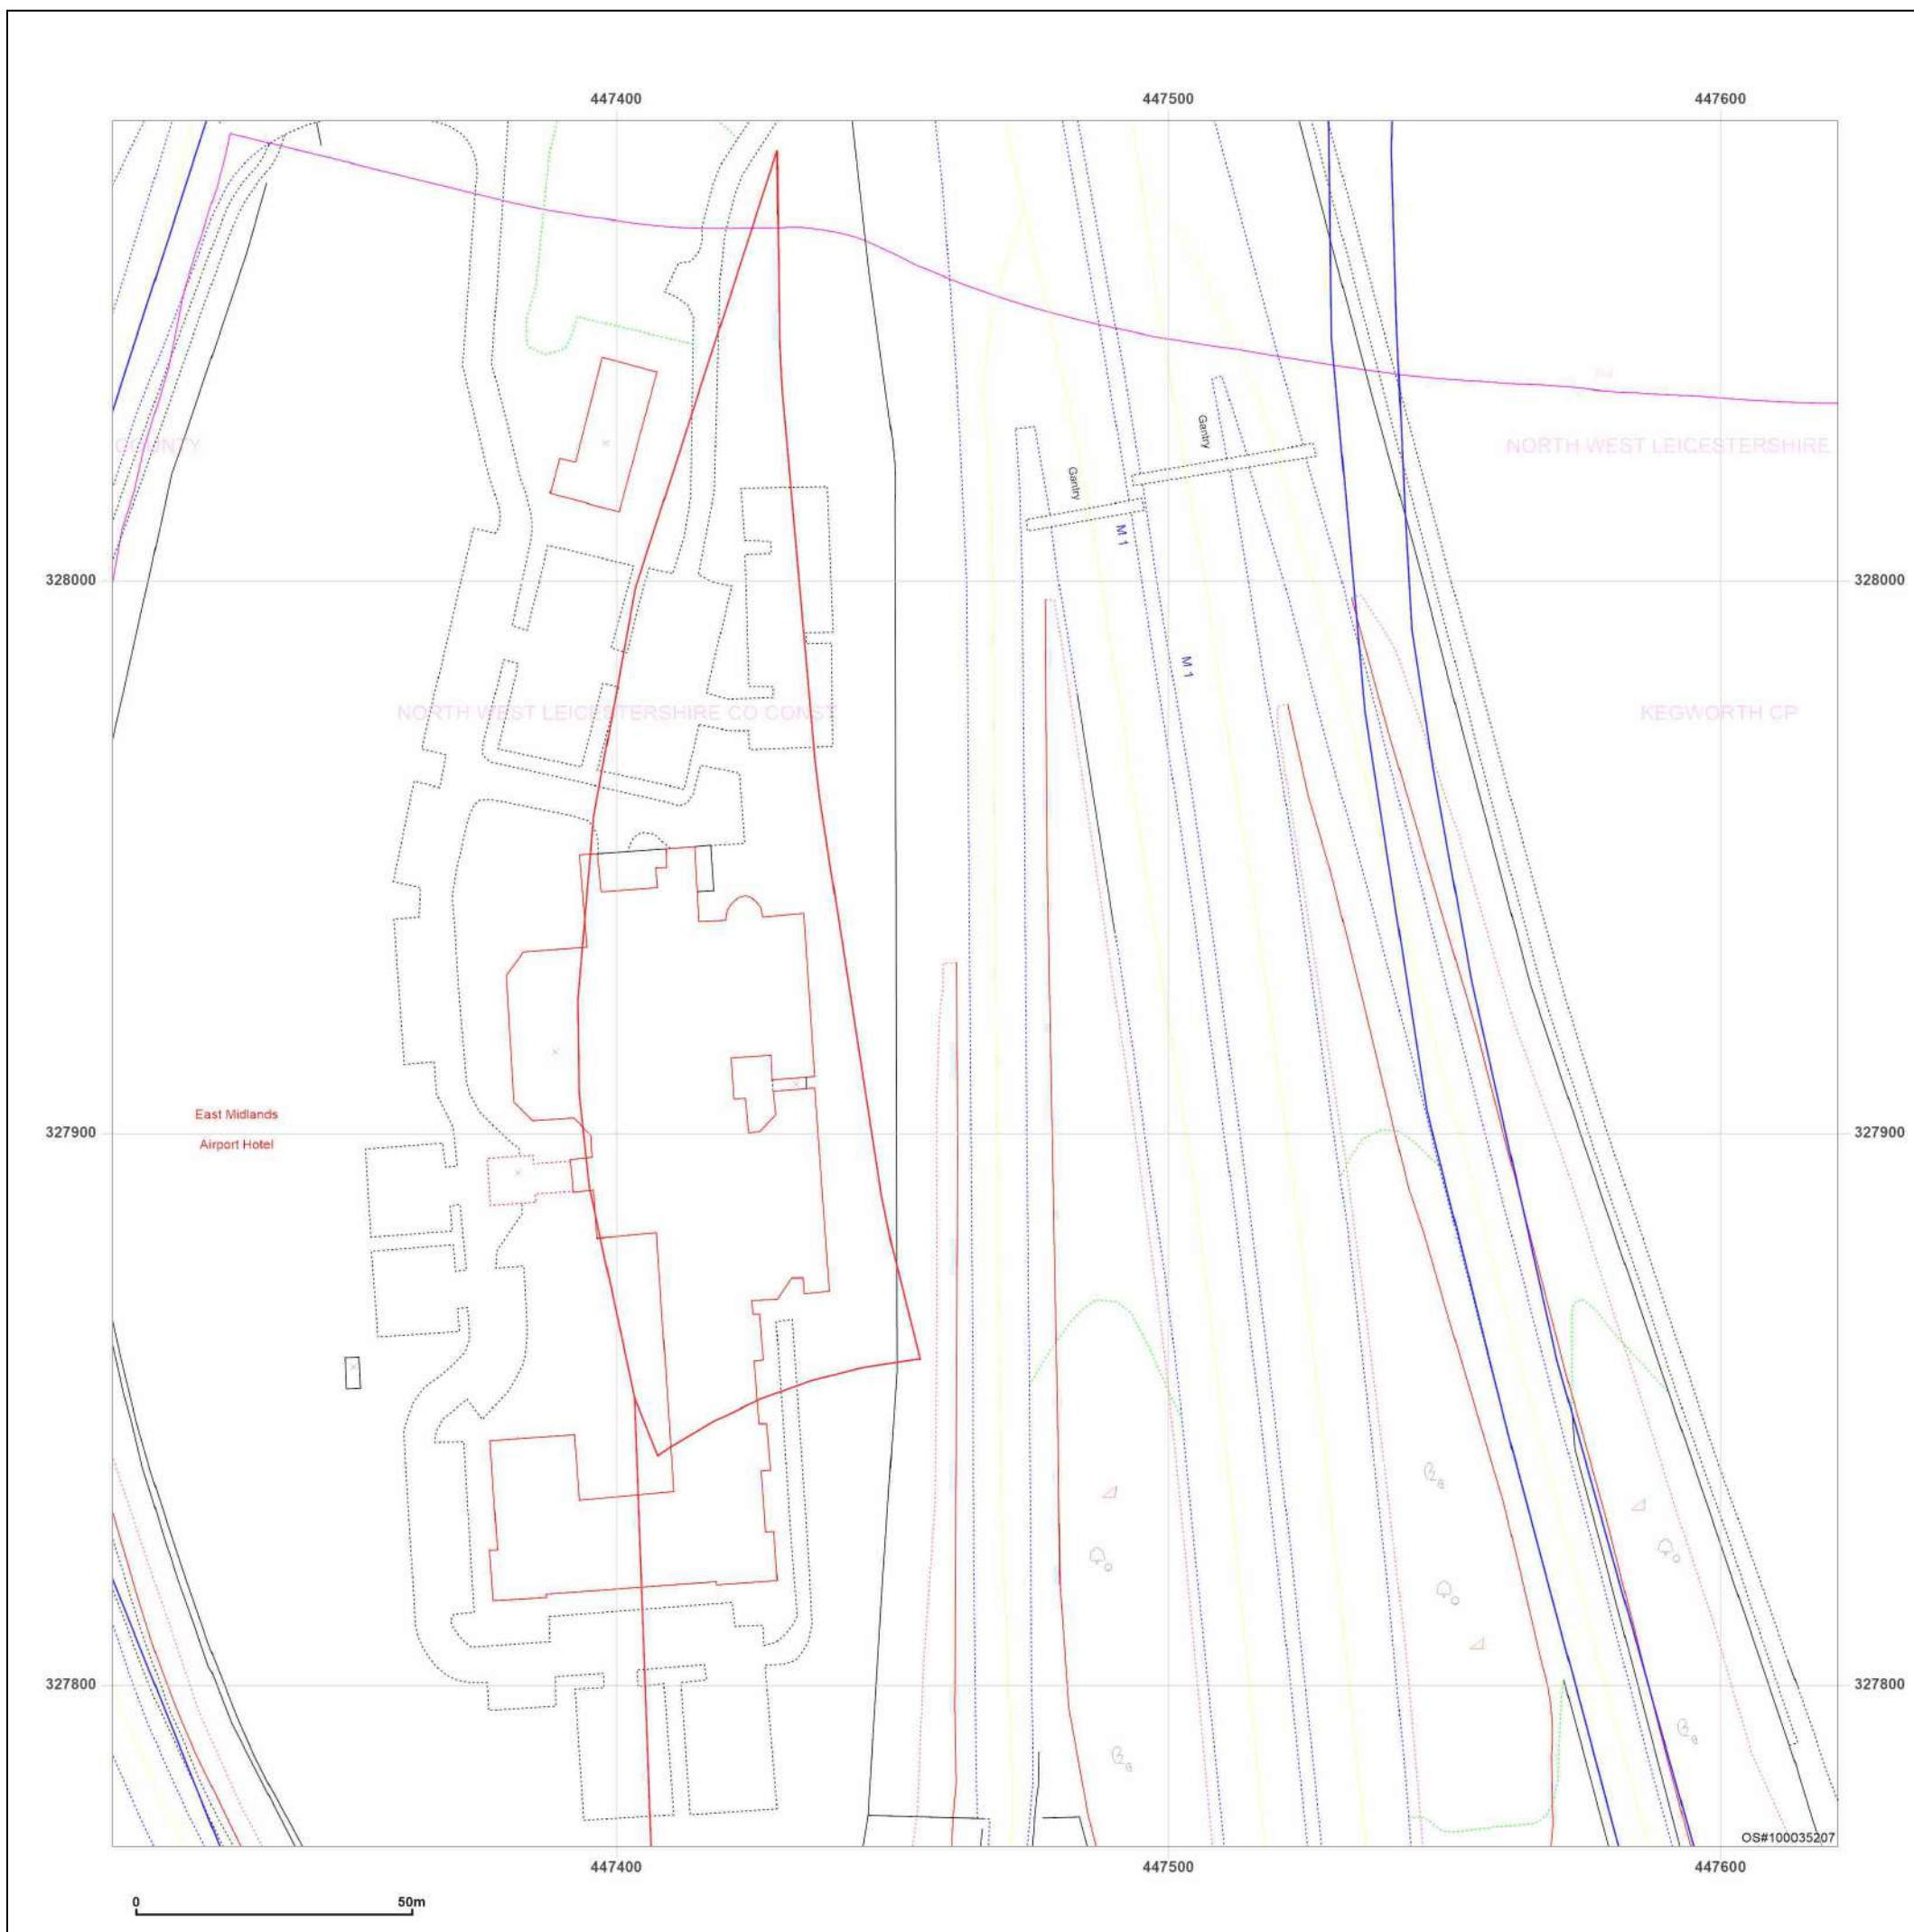 447400 447500 447600
COUNTY
NORTH WEST LEICESTERSHIRE
Gantry
Gantry
M 1
328000 328000
M 1
NORTH WEST LEICESTERSHIRE CO CONST
KEGWORTH CP
East Midlands
327900 327900
Airport Hotel
327800 327800
OS#100035207
447400 447500 447600
0 50m